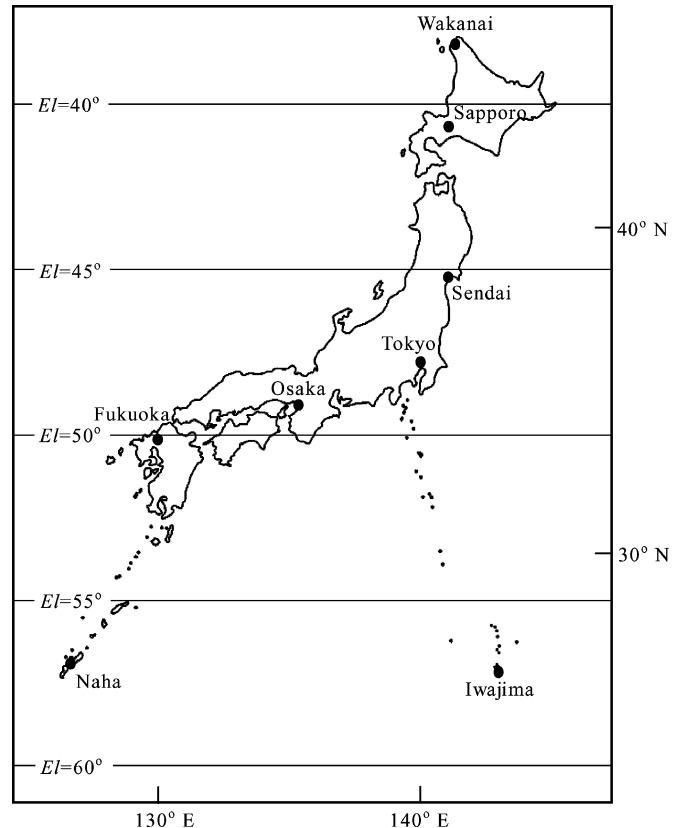 Wakanai
El=40°
Sapporo
40° N
El=45°
Sendai
Tokyo
Osaka
Fukuoka
El=50°
30° N
El=55°
Naha
Iwajima
El=60°
130° E
140° E